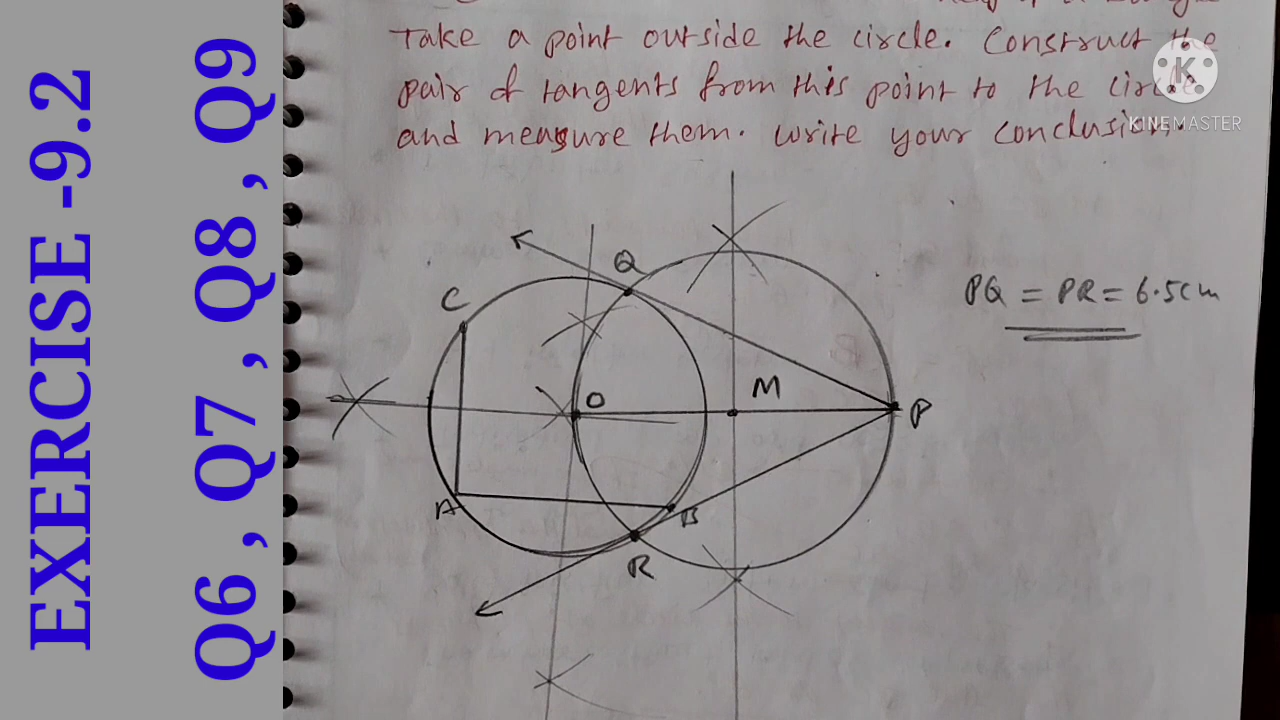 EXERCISE -9.2
Q6 , Q7 , Q8 , Q9
Take a point outside the circle. Construct the
pair of tangents from this point to the circle
and measure them. Write your conclusion.
K
KINEMASTER
Q
C
PQ = PR = 6.5cm
M
O
P
A
B
R